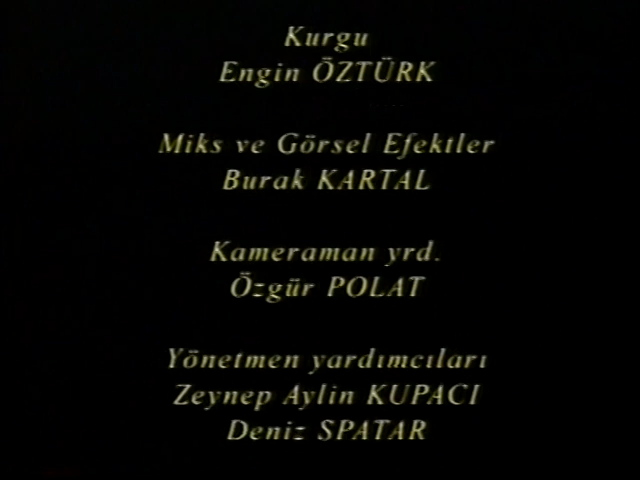 Kurgu
Engin ÖZTÜRK
Miks ve Görsel Efektler
Burak KARTAL
Kameraman yrd.
Özgür POLAT
Yönetmen yardımcıları
Zeynep Aylin KUPACI
Deniz SPATAR